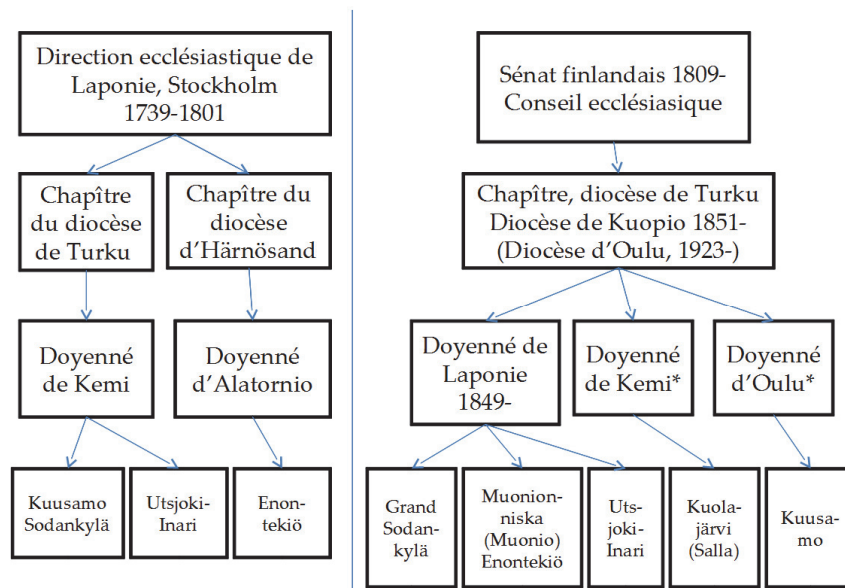 Direction ecclésiastique de
Laponie, Stockholm
1739-1801
Chapître
du diocèse
de Turku
Chapître du
diocèse
d'Härnösand
Doyenné
de Kemi
Doyenné
d'Alatornio
Kuusamo
Sodankylä
Utsjoki-
Inari
Enon-
tekiö
Sénat finlandais 1809-
Conseil ecclésiasique
Chapître, diocèse de Turku
Diocèse de Kuopio 1851-
(Diocèse d'Oulu, 1923-)
Doyenné de
Laponie
1849-
Doyenné
de Kemi*
Doyenné
d'Oulu*
Grand
Sodan-
kylä
Muonion-
niska
(Muonio)
Enontekiö
Uts-
joki-
Inari
Kuola-
järvi
(Salla)
Kuusa-
mo